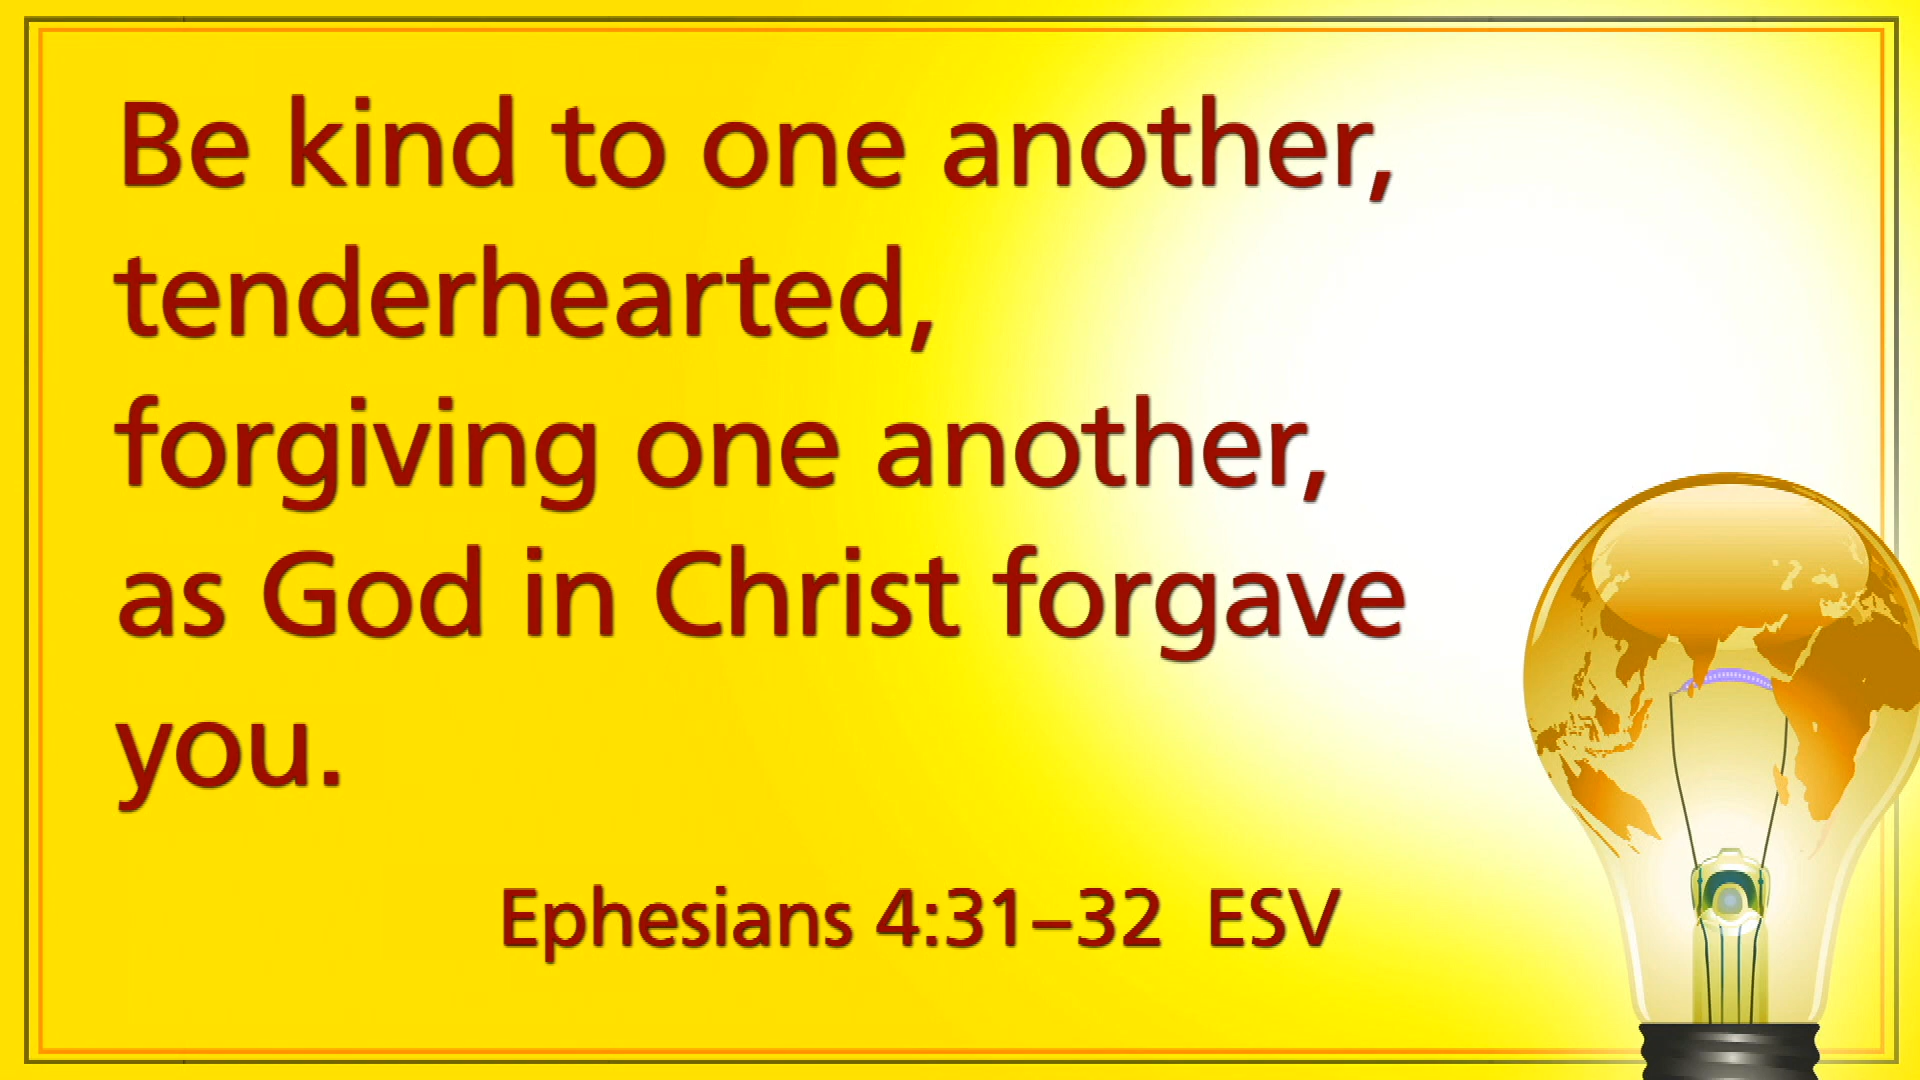 Be kind to one another,
tenderhearted,
forgiving one another,
as God in Christ forgave
you.
Ephesians 4:31–32  ESV